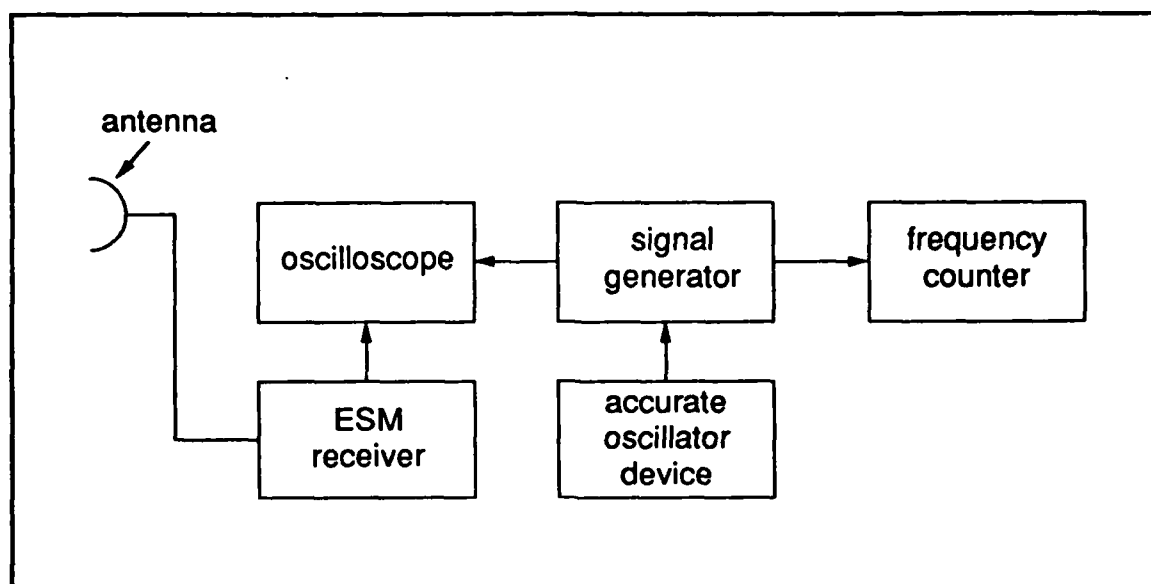 antenna
oscilloscope
signal
generator
frequency
counter
ESM
receiver
accurate
oscillator
device